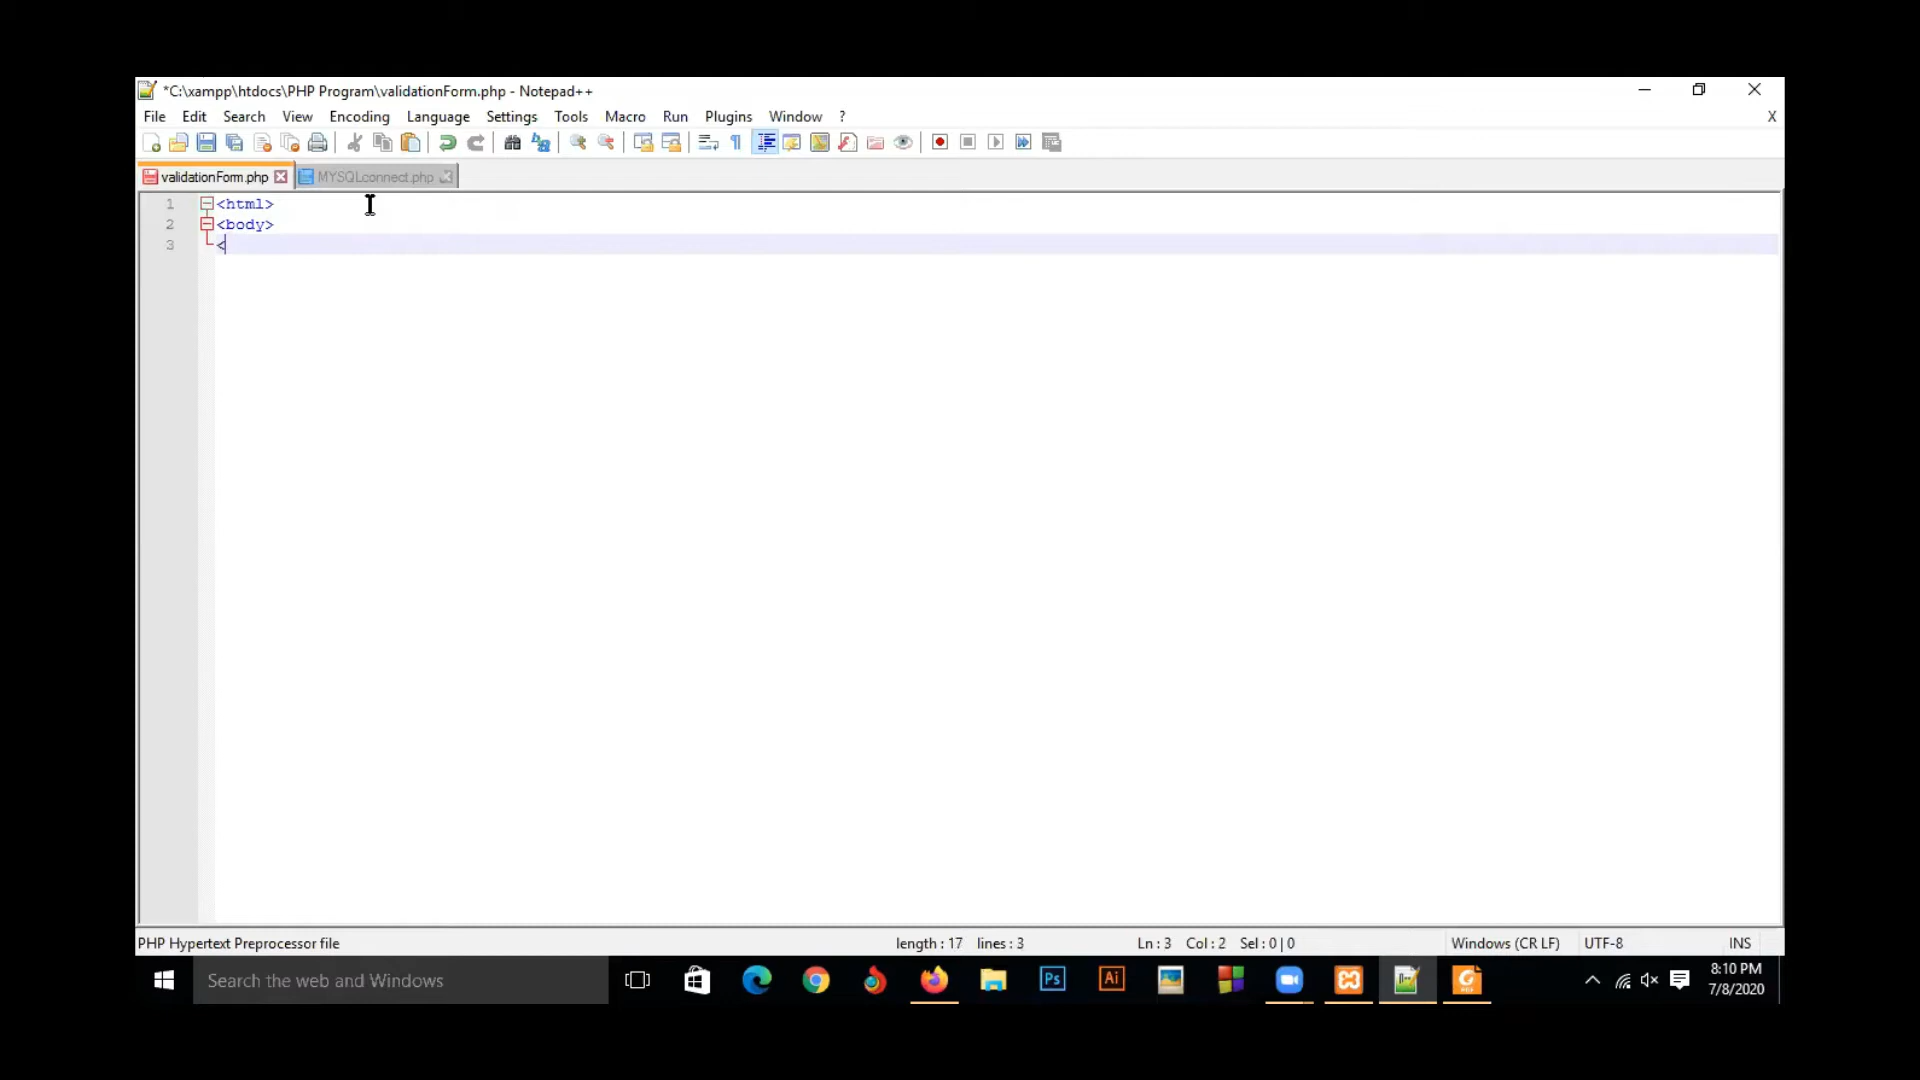 *C:\xampp\htdocs\PHP Program\validationForm.php - Notepad++
File Edit Search View Encoding Language Settings Tools Macro Run Plugins Window ? X
validationForm.php MYSQLconnect.php
1 <html>
2 <body>
3 <
PHP Hypertext Preprocessor file length : 17 lines : 3 Ln : 3 Col : 2 Sel : 0 | 0 Windows (CR LF) UTF-8 INS
Search the web and Windows Ps Ai 8:10 PM
7/8/2020